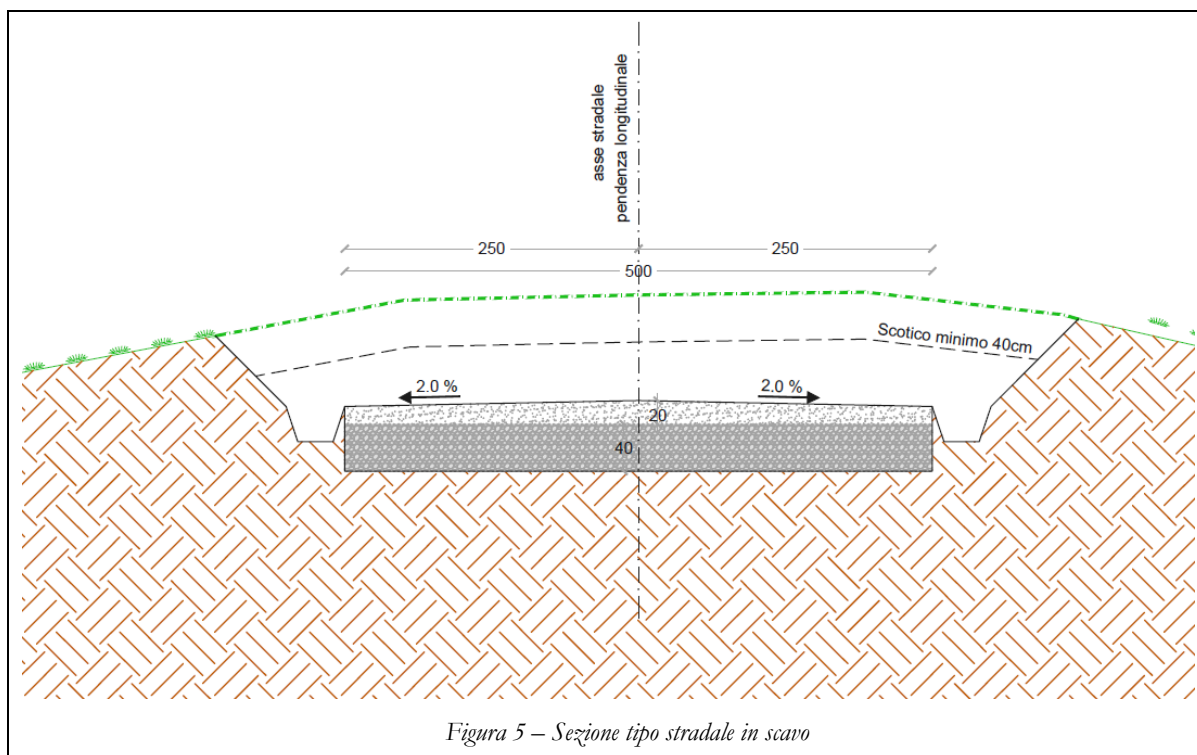 asse stradale
pendenza longitudinale
250
250
500
Scotico minimo 40cm
2.0 %
2.0 %
20
40
Figura 5 – Sezione tipo stradale in scavo